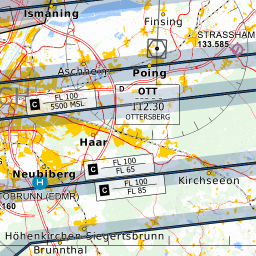 Ismaning
Finsing
STRASSHAM
133.585
Aschheim
Poing
D
OTT
112.30
OTTERSBERG
C
FL 100
5500 MSL
Haar
C
FL 100
FL 65
Neubiberg
H
C
FL 100
FL 85
Kirchseeon
OBRUNN (EDMR)
160
Höhenkirchen-Siegertsbrunn
Brunnthal